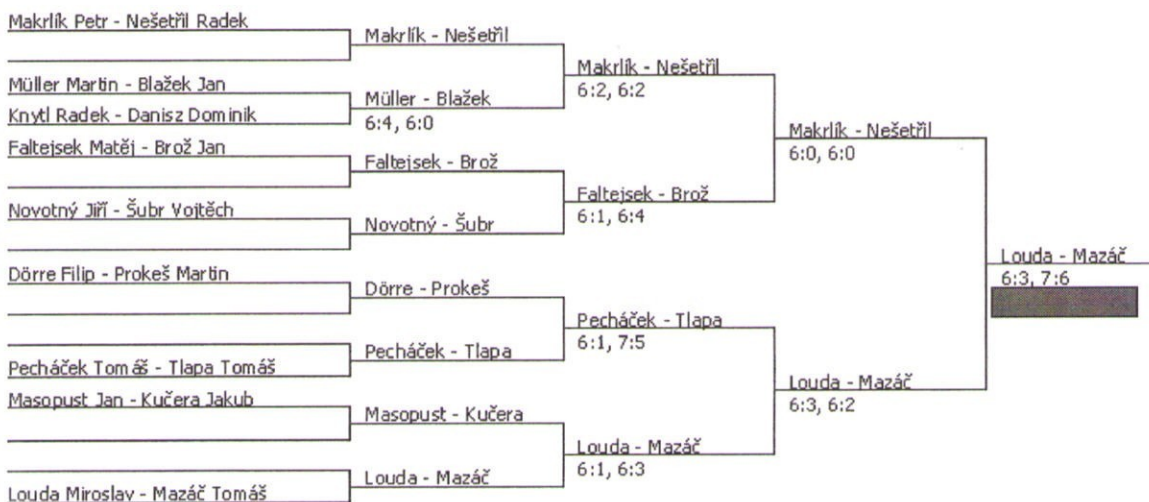 Makrlík Petr - Nešetřil Radek
Müller Martin - Blažek Jan
Knytl Radek - Danisz Dominik
Faltejsek Matěj - Brož Jan
Novotný Jiří - Šubr Vojtěch
Dörre Filip - Prokeš Martin
Pecháček Tomáš - Tlapa Tomáš
Masopust Jan - Kučera Jakub
Louda Miroslav - Mazáč Tomáš
Makrlík - Nešetřil
Müller - Blažek
6:4, 6:0
Faltejsek - Brož
Novotný - Šubr
Dörre - Prokeš
Pecháček - Tlapa
Masopust - Kučera
Louda - Mazáč
Makrlík - Nešetřil
6:2, 6:2
Faltejsek - Brož
6:1, 6:4
Pecháček - Tlapa
6:1, 7:5
Louda - Mazáč
6:1, 6:3
Makrlík - Nešetřil
6:0, 6:0
Louda - Mazáč
6:3, 6:2
Louda - Mazáč
6:3, 7:6